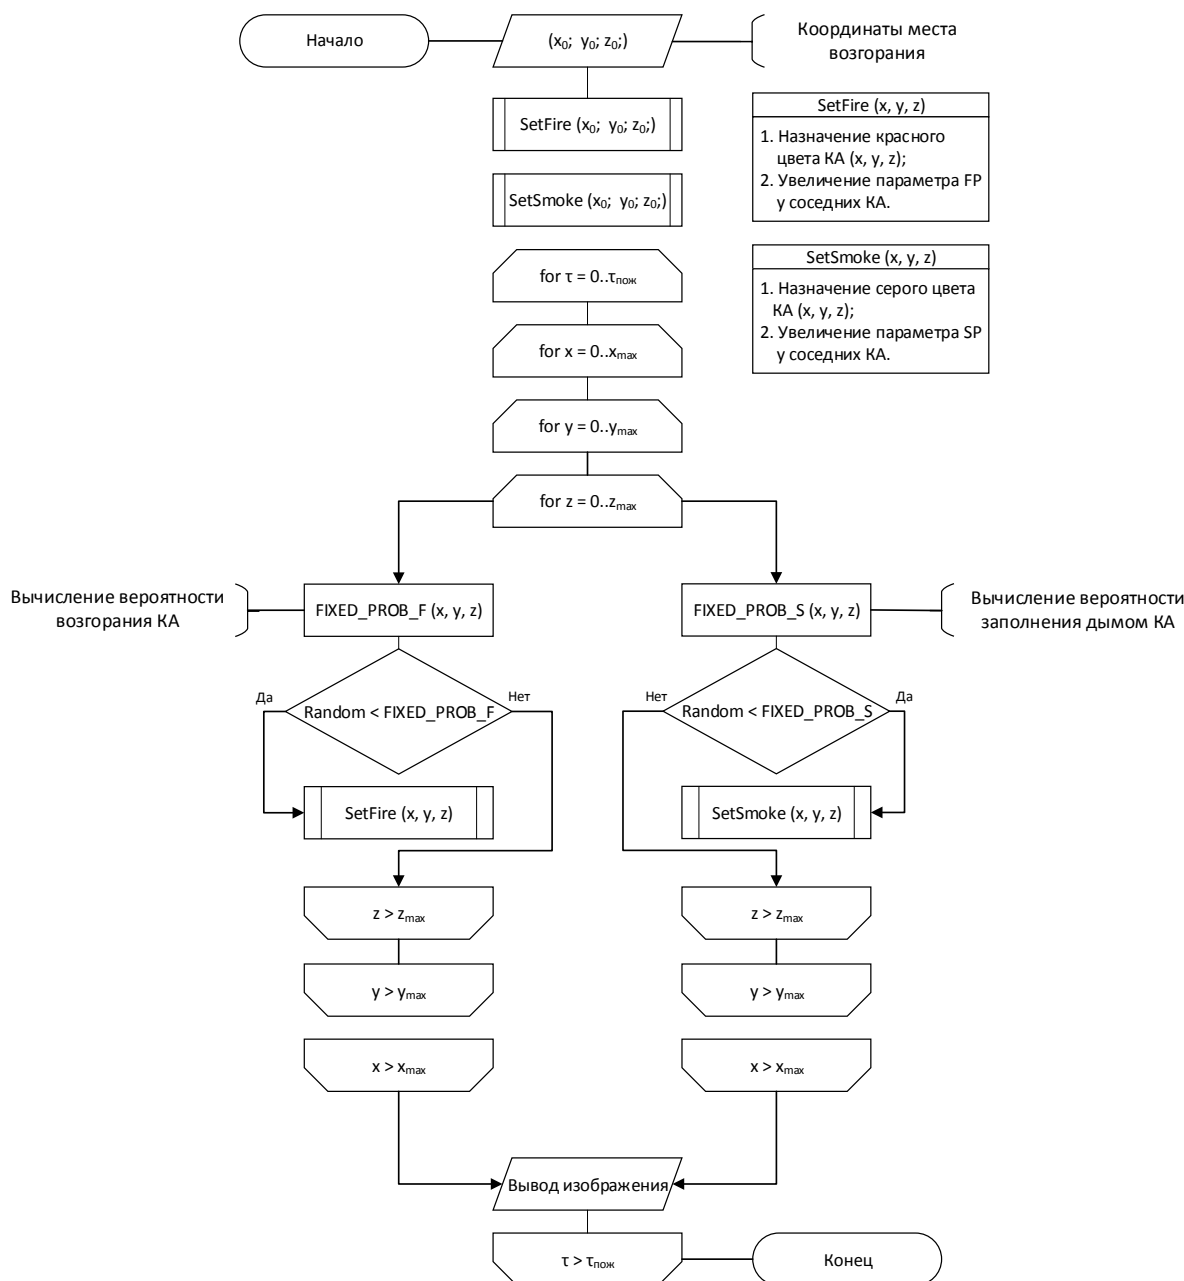 Начало
(x₀; y₀; z₀;)
Координаты места
возгорания
SetFire (x₀; y₀; z₀;)
SetFire (x, y, z)
1. Назначение красного
цвета КА (x, y, z);
2. Увеличение параметра FP
у соседних КА.
SetSmoke (x₀; y₀; z₀;)
SetSmoke (x, y, z)
1. Назначение серого цвета
КА (x, y, z);
2. Увеличение параметра SP
у соседних КА.
for τ = 0..τпож
for x = 0..xmax
for y = 0..ymax
for z = 0..zmax
Вычисление вероятности
возгорания КА
FIXED_PROB_F (x, y, z)
FIXED_PROB_S (x, y, z)
Вычисление вероятности
заполнения дымом КА
Да
Random < FIXED_PROB_F
Нет
Нет
Random < FIXED_PROB_S
Да
SetFire (x, y, z)
SetSmoke (x, y, z)
z > zmax
z > zmax
y > ymax
y > ymax
x > xmax
x > xmax
Вывод изображения
τ > τпож
Конец